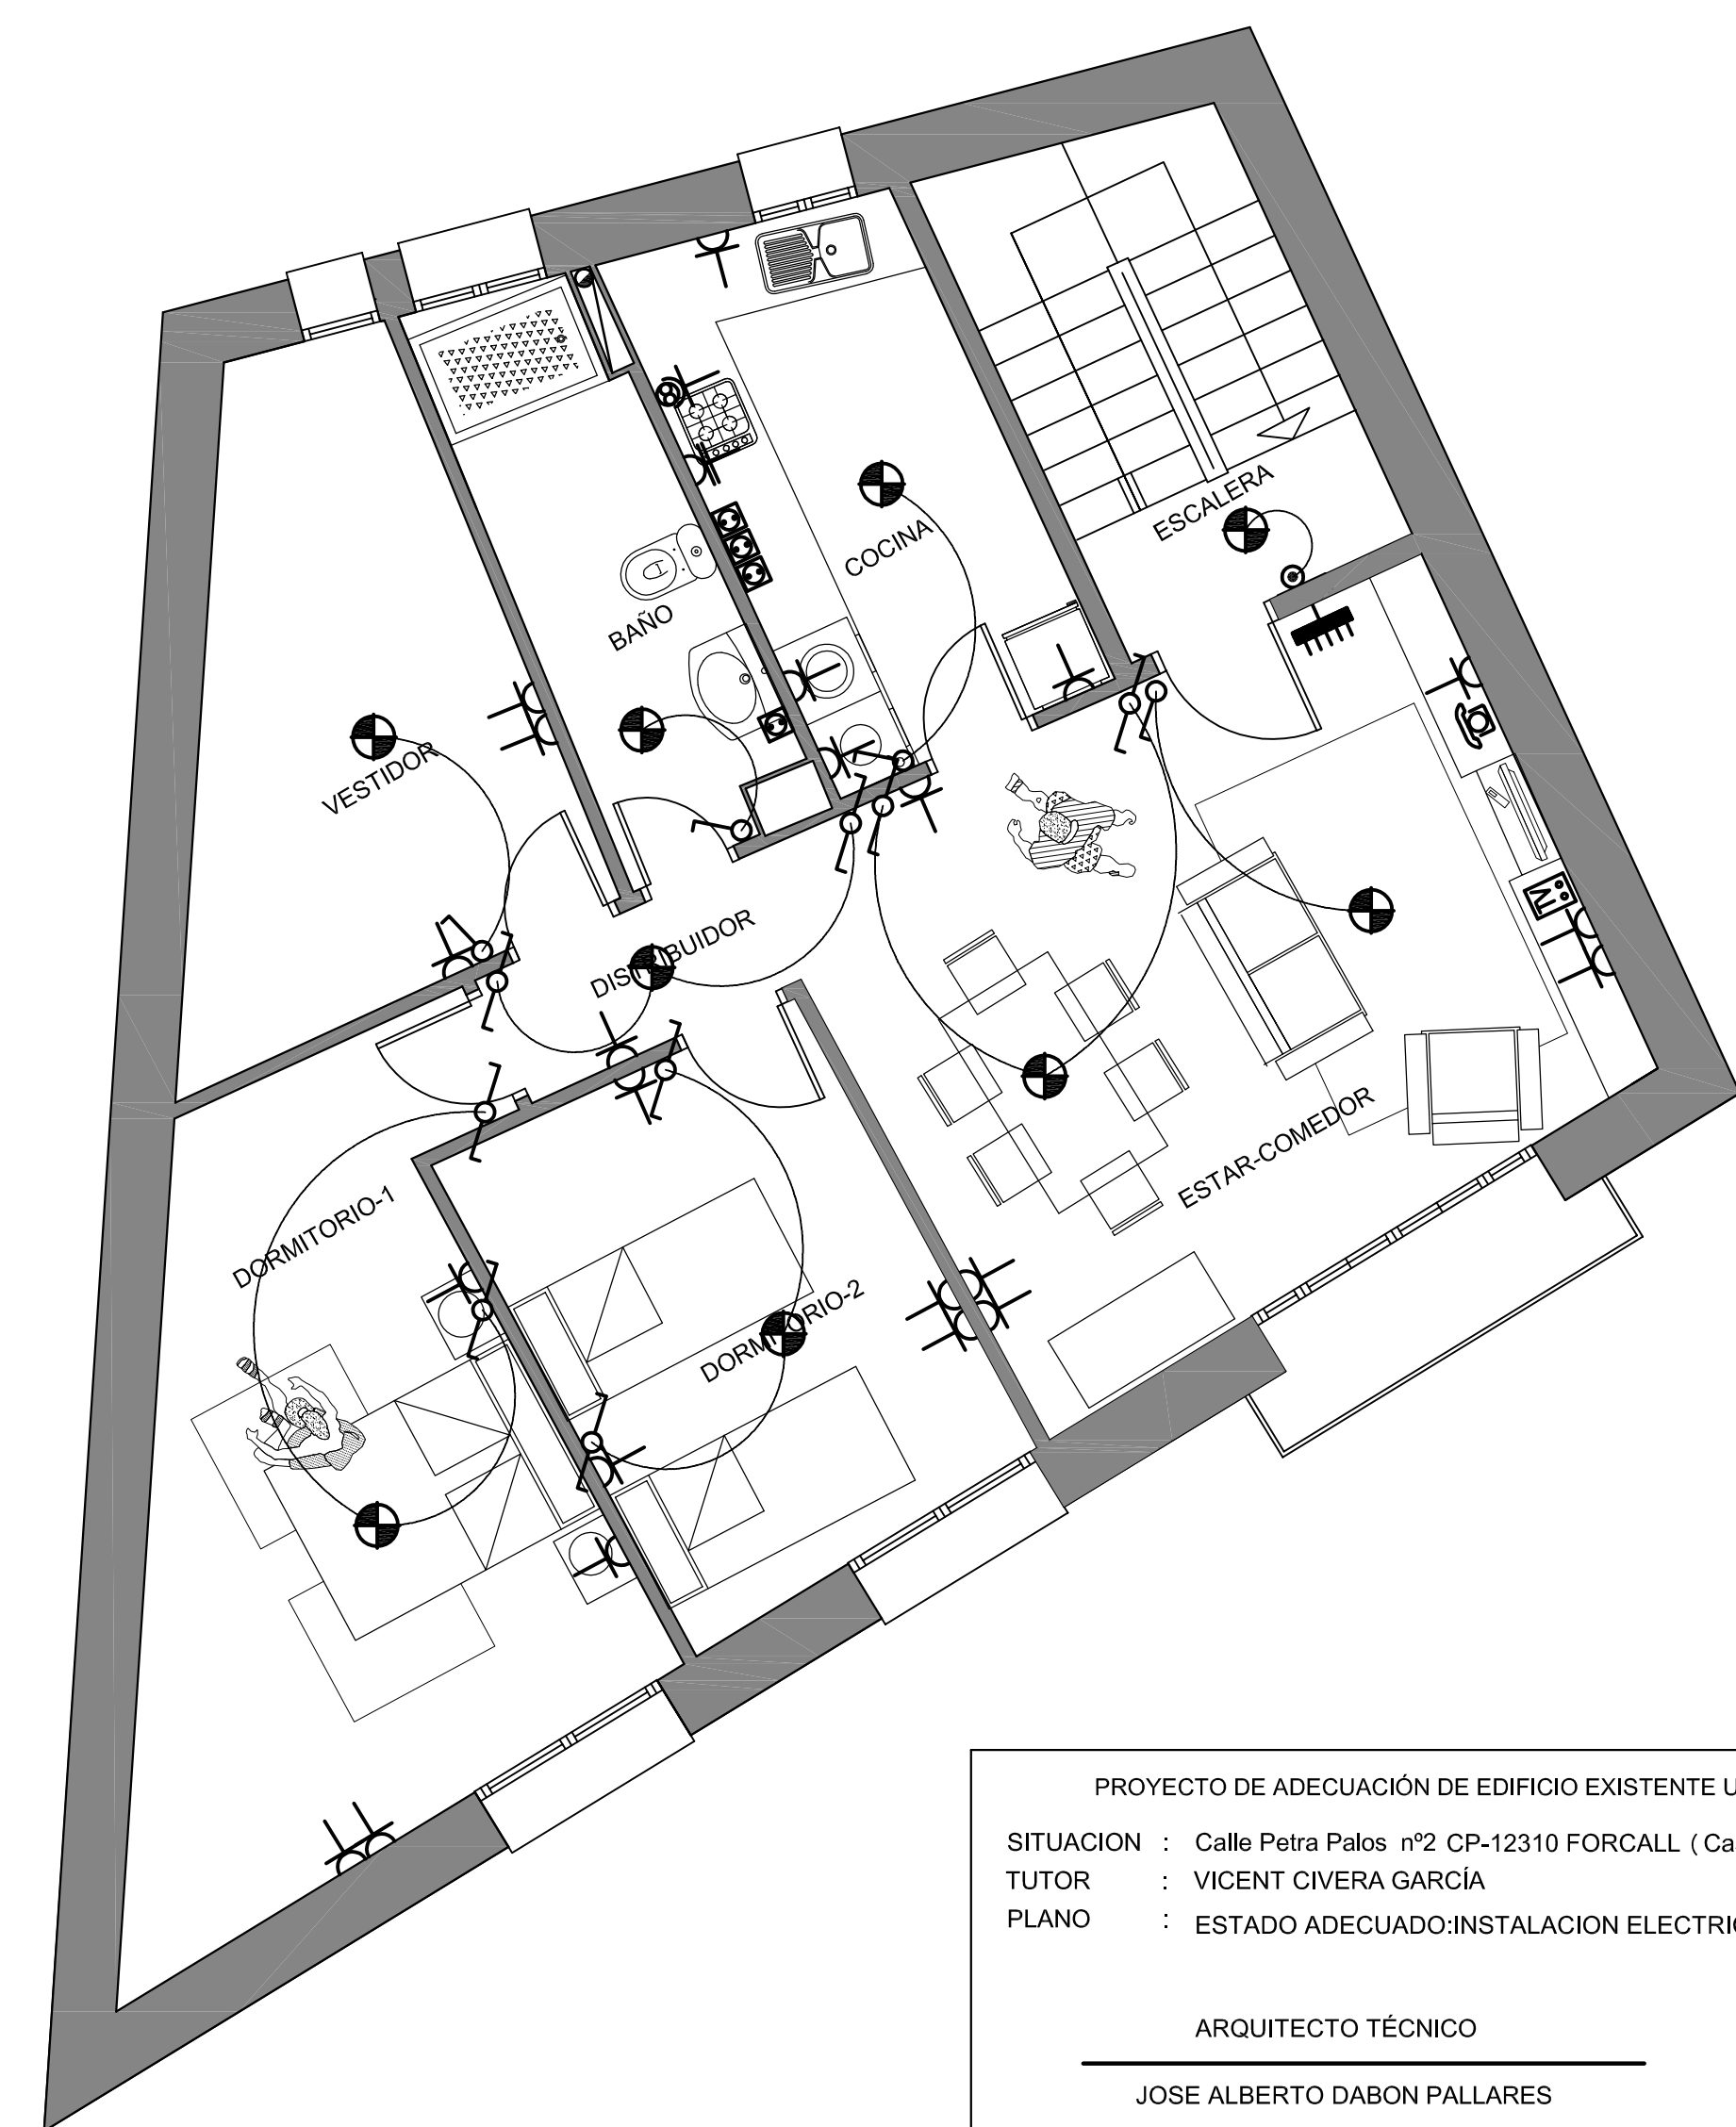 ESCALERA
COCINA
BAÑO
VESTIDOR
DISTRIBUIDOR
ESTAR-COMEDOR
DORMITORIO-1
DORMITORIO-2
M
PROYECTO DE ADECUACIÓN DE EDIFICIO EXISTENTE U
SITUACION : Calle Petra Palos nº2 CP-12310 FORCALL ( Ca
TUTOR : VICENT CIVERA GARCÍA
PLANO : ESTADO ADECUADO:INSTALACION ELECTRIC
ARQUITECTO TÉCNICO
JOSE ALBERTO DABON PALLARES